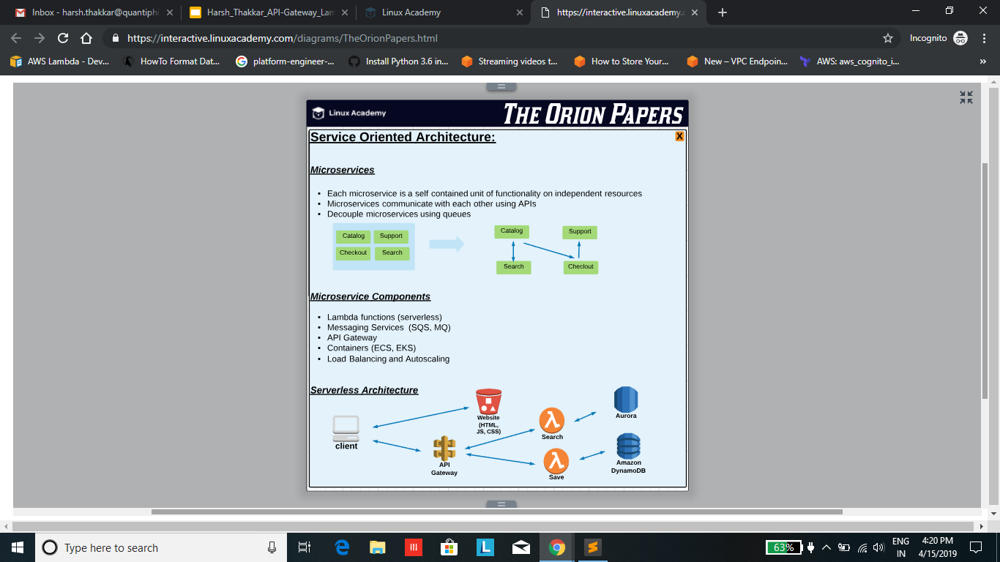 Inbox - harsh.thakkar@quantiphi
Harsh_Thakkar_API-Gateway_Lam
Linux Academy
https://interactive.linuxacademy.c
https://interactive.linuxacademy.com/diagrams/TheOrionPapers.html
Incognito
AWS Lambda - Dev...
HowTo Format Dat...
platform-engineer-...
Install Python 3.6 in...
Streaming videos t...
How to Store Your...
New – VPC Endpoin...
AWS: aws_cognito_i...
»
Linux Academy
THE ORION PAPERS
Service Oriented Architecture:
X
Microservices
• Each microservice is a self contained unit of functionality on independent resources
• Microservices communicate with each other using APIs
• Decouple microservices using queues
Catalog Support
Checkout Search
Catalog Support
Search Checlout
Microservice Components
• Lambda functions (serverless)
• Messaging Services (SQS, MQ)
• API Gateway
• Containers (ECS, EKS)
• Load Balancing and Autoscaling
Serverless Architecture
client
Website
(HTML,
JS, CSS)
API
Gateway
Search
Save
Aurora
Amazon
DynamoDB
Type here to search
L
63%
ENG
IN
4:20 PM
4/15/2019